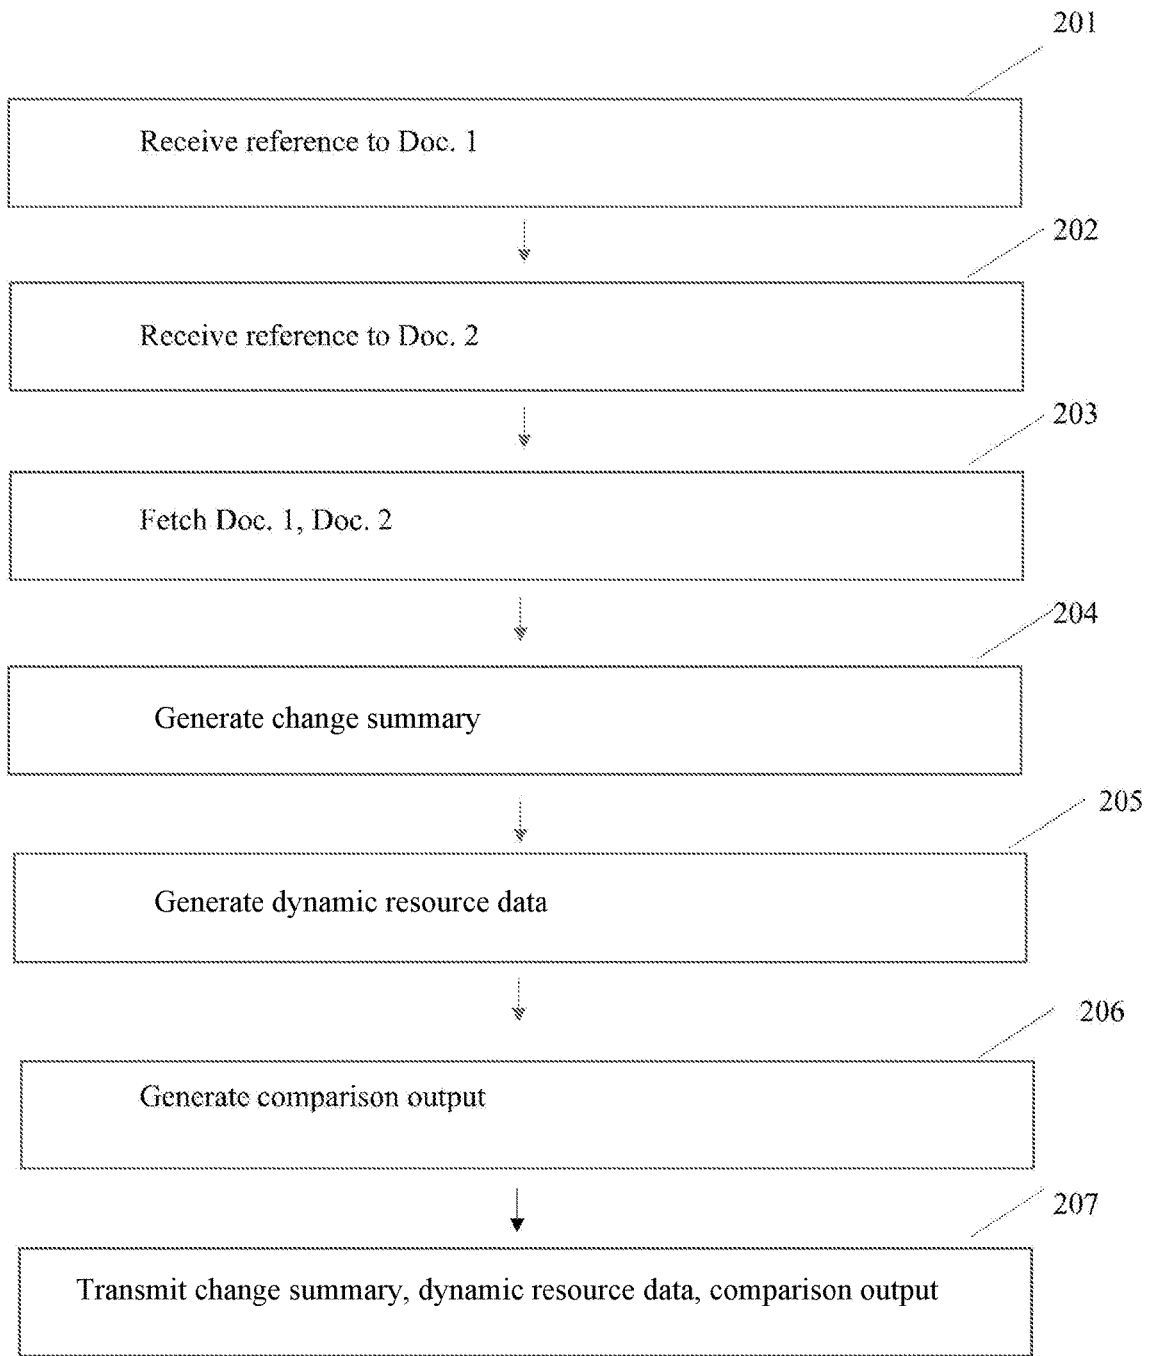 201
Receive reference to Doc. 1
202
Receive reference to Doc. 2
203
Fetch Doc. 1, Doc. 2
204
Generate change summary
205
Generate dynamic resource data
206
Generate comparison output
207
Transmit change summary, dynamic resource data, comparison output